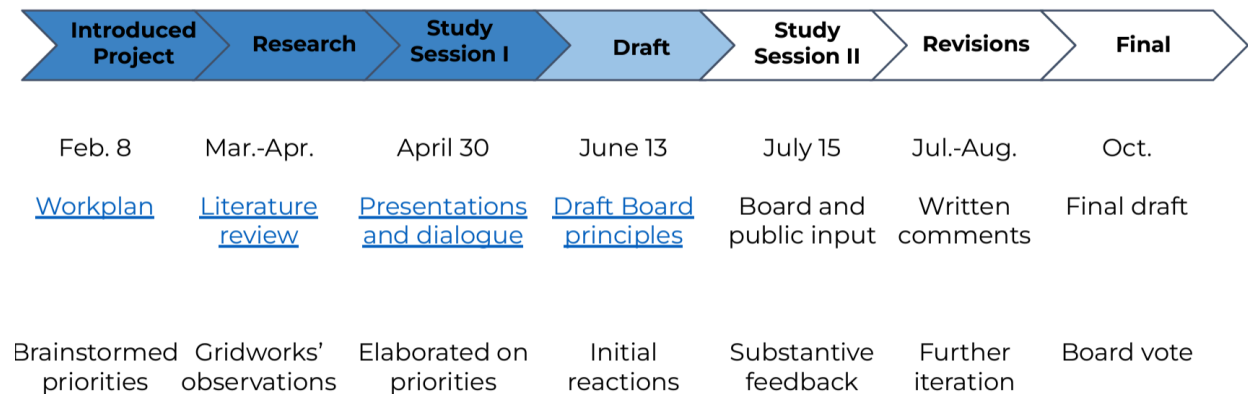 Introduced
Project
Research
Study
Session I
Draft
Study
Session II
Revisions
Final
Feb. 8
Mar.-Apr.
April 30
June 13
July 15
Jul.-Aug.
Oct.
Workplan
Literature
review
Presentations
and dialogue
Draft Board
principles
Board and
public input
Written
comments
Final draft
Brainstormed
priorities
Gridworks’
observations
Elaborated on
priorities
Initial
reactions
Substantive
feedback
Further
iteration
Board vote